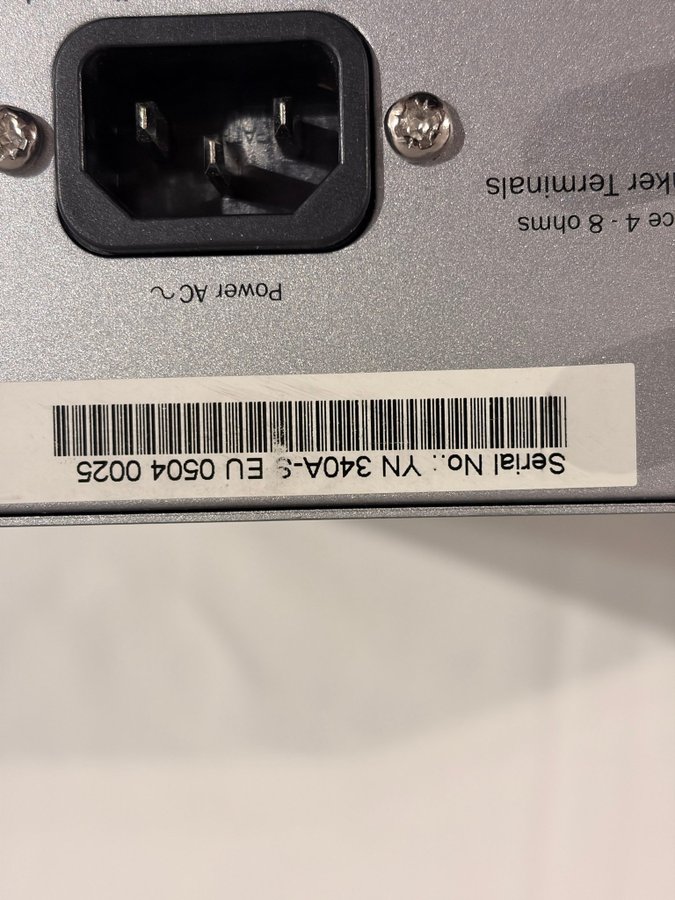 Serial No.: YN 340A-S EU 0504 0025
Power AC ~
ce 4 - 8 ohms
ker Terminals